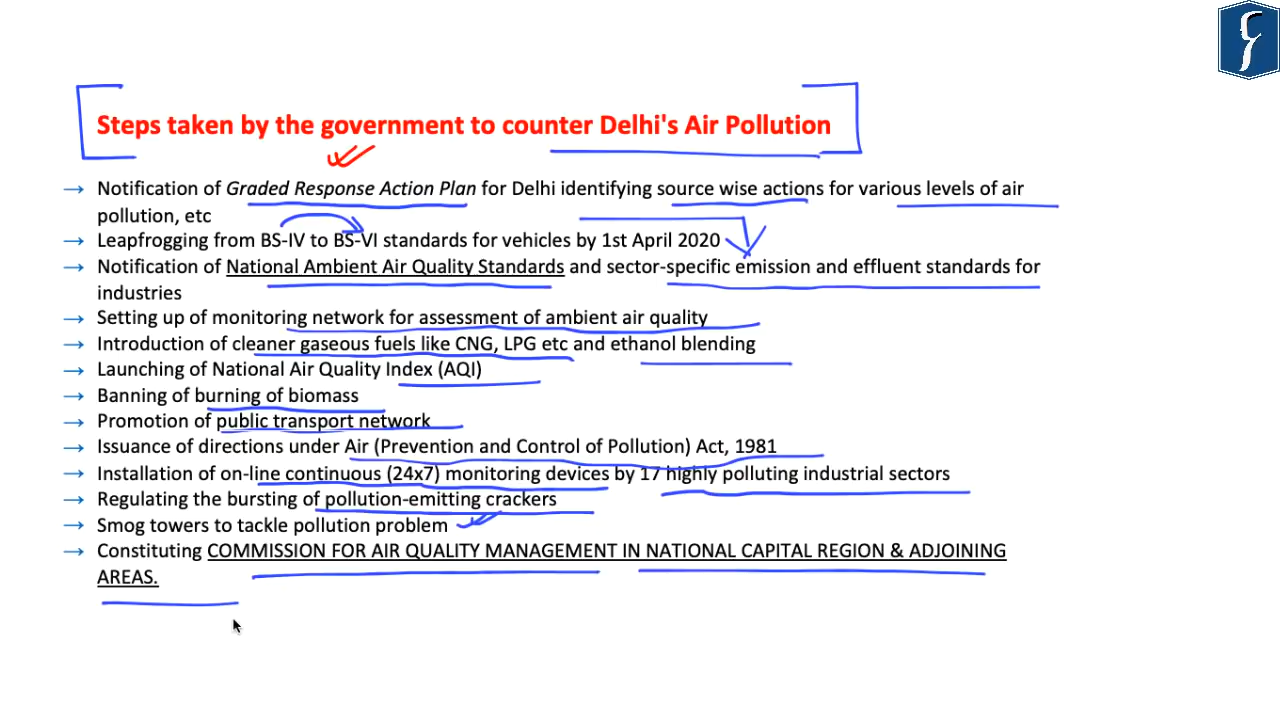 Steps taken by the government to counter Delhi's Air Pollution
→ Notification of Graded Response Action Plan for Delhi identifying source wise actions for various levels of air
pollution, etc
→ Leapfrogging from BS-IV to BS-VI standards for vehicles by 1st April 2020
→ Notification of National Ambient Air Quality Standards and sector-specific emission and effluent standards for
industries
→ Setting up of monitoring network for assessment of ambient air quality
→ Introduction of cleaner gaseous fuels like CNG, LPG etc and ethanol blending
→ Launching of National Air Quality Index (AQI)
→ Banning of burning of biomass
→ Promotion of public transport network
→ Issuance of directions under Air (Prevention and Control of Pollution) Act, 1981
→ Installation of on-line continuous (24x7) monitoring devices by 17 highly polluting industrial sectors
→ Regulating the bursting of pollution-emitting crackers
→ Smog towers to tackle pollution problem
→ Constituting COMMISSION FOR AIR QUALITY MANAGEMENT IN NATIONAL CAPITAL REGION & ADJOINING
AREAS.